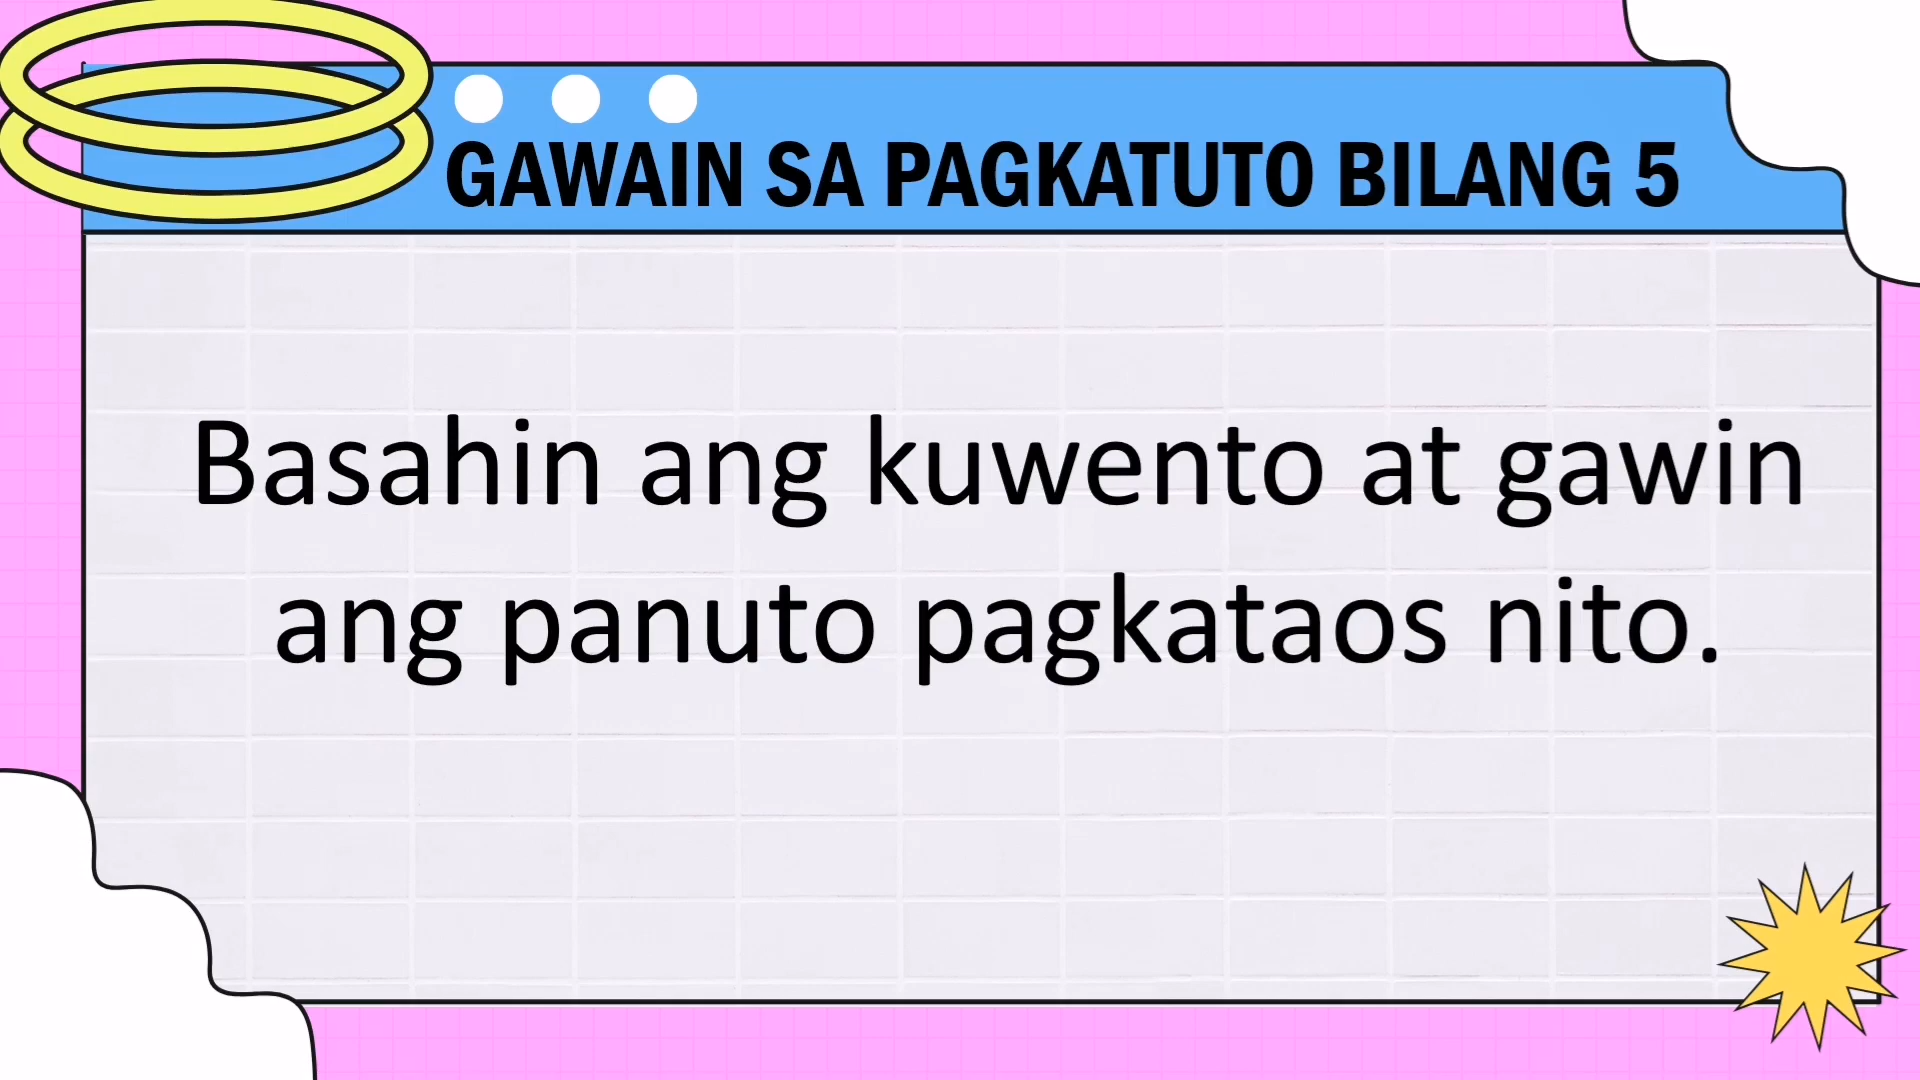 GAWAIN SA PAGKATUTO BILANG 5
Basahin ang kuwento at gawin
ang panuto pagkataos nito.